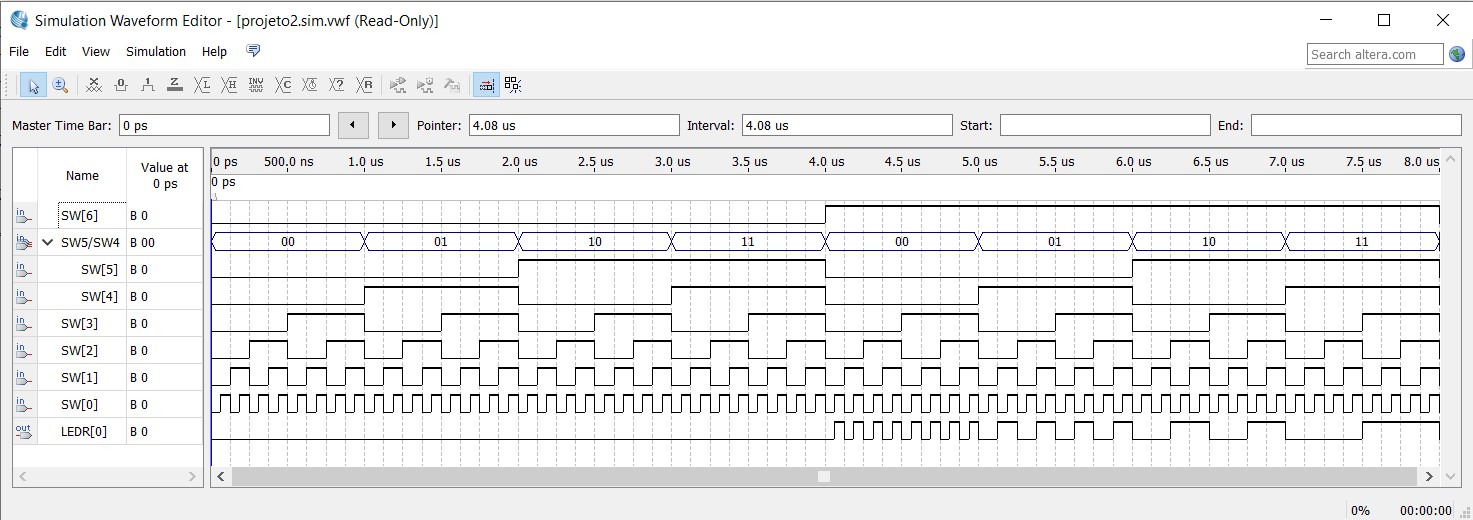 Simulation Waveform Editor - [projeto2.sim.vwf (Read-Only)]
File Edit View Simulation Help
Search altera.com
Master Time Bar: 0 ps Pointer: 4.08 us Interval: 4.08 us Start: End:
Name Value at 0 ps
0 ps 500.0 ns 1.0 us 1.5 us 2.0 us 2.5 us 3.0 us 3.5 us 4.0 us 4.5 us 5.0 us 5.5 us 6.0 us 6.5 us 7.0 us 7.5 us 8.0 us
0 ps
in SW[6] B 0
in SW5/SW4 B 00 00 01 10 11 00 01 10 11
in SW[5] B 0
in SW[4] B 0
in SW[3] B 0
in SW[2] B 0
in SW[1] B 0
in SW[0] B 0
out LEDR[0] B 0
0% 00:00:00